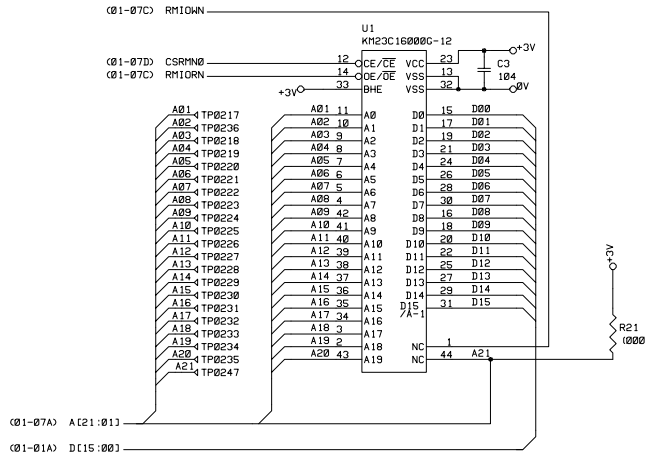 (01-07C) RMIOWN
U1
KM23C16000G-12
(01-07D) CSRMN0 12 CE/CE VCC 23 +3V
(01-07C) RMIORN 14 OE/OE VSS 13 C3
+3V 33 BHE VSS 32 104 0V
A01 TP0217 A01 11 A0 D0 15 D00
A02 TP0236 A02 10 A1 D1 17 D01
A03 TP0218 A03 9 A2 D2 19 D02
A04 TP0219 A04 8 A3 D3 21 D03
A05 TP0220 A05 7 A4 D4 24 D04
A06 TP0221 A06 6 A5 D5 26 D05
A07 TP0222 A07 5 A6 D6 28 D06
A08 TP0223 A08 4 A7 D7 30 D07
A09 TP0224 A09 42 A8 D8 16 D08
A10 TP0225 A10 41 A9 D9 18 D09
A11 TP0226 A11 40 A10 D10 20 D10
A12 TP0227 A12 39 A11 D11 22 D11
A13 TP0228 A13 38 A12 D12 25 D12
A14 TP0229 A14 37 A13 D13 27 D13
A15 TP0230 A15 36 A14 D14 29 D14
A16 TP0231 A16 35 A15 D15 31 D15
A17 TP0232 A17 34 A16 /A-1
A18 TP0233 A18 3 A17
A19 TP0234 A19 2 A18 NC 1
A20 TP0235 A20 43 A19 NC 44 A21
A21 TP0247
+3V
R21
(000
(01-07A) A[21:01]
(01-01A) D[15:00]